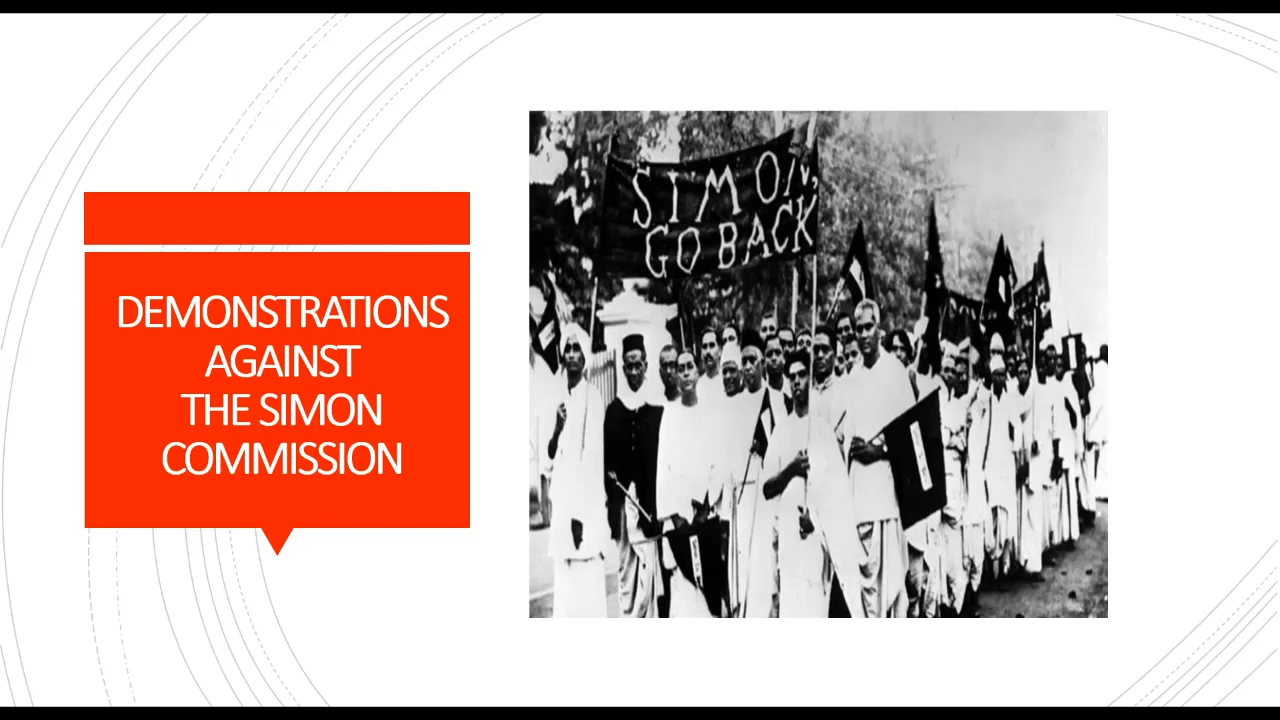 DEMONSTRATIONS
AGAINST
THE SIMON
COMMISSION
SIMON,
GO BACK